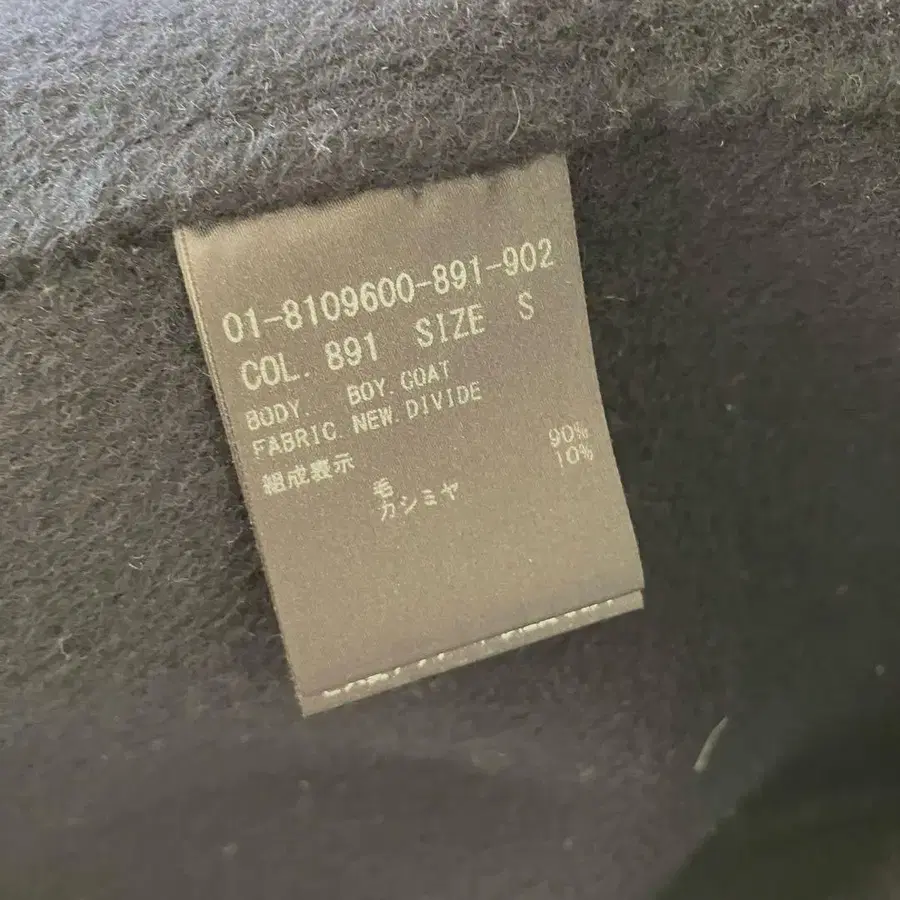 01-8109600-891-902
COL. 891 SIZE S
BODY. BOY.COAT
FABRIC.NEW.DIVIDE
組成表示
毛 90%
カシミヤ 10%